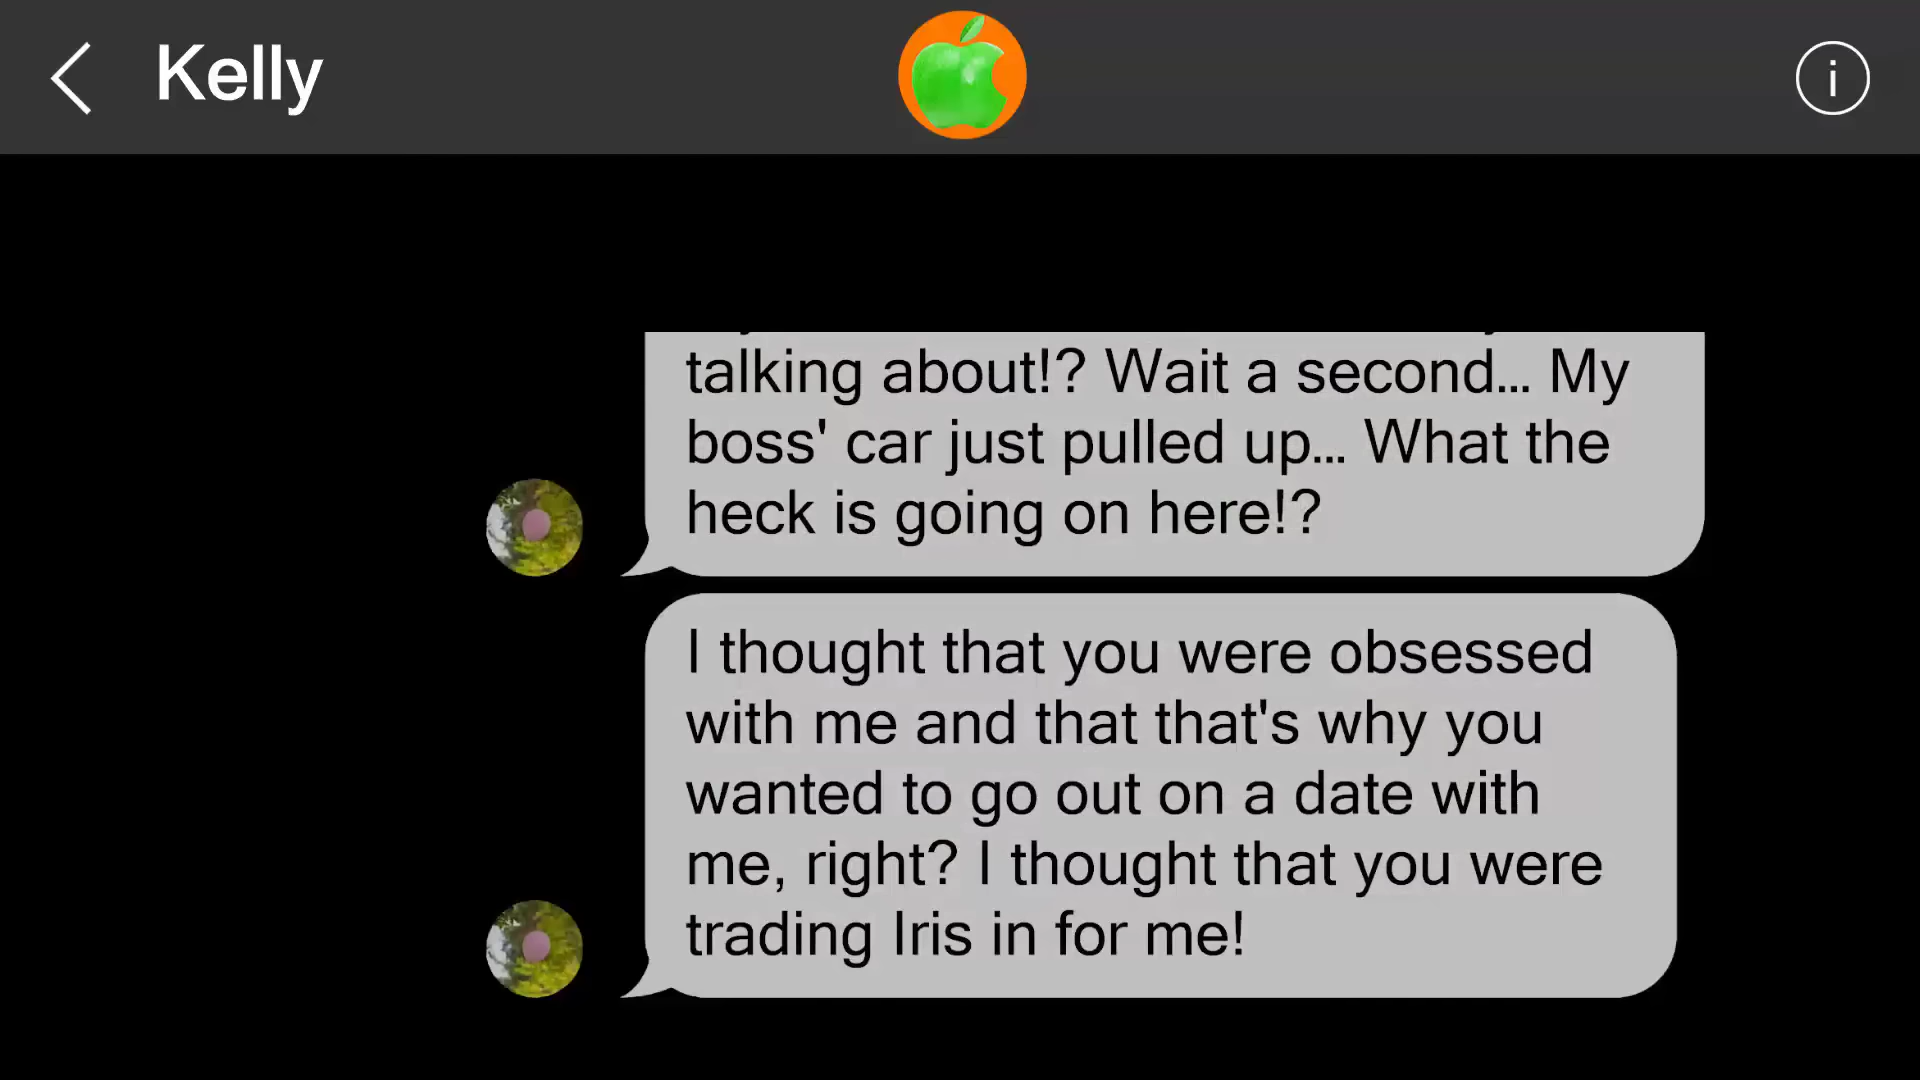 Kelly
i
talking about!? Wait a second... My
boss' car just pulled up... What the
heck is going on here!?
I thought that you were obsessed
with me and that that's why you
wanted to go out on a date with
me, right? I thought that you were
trading Iris in for me!